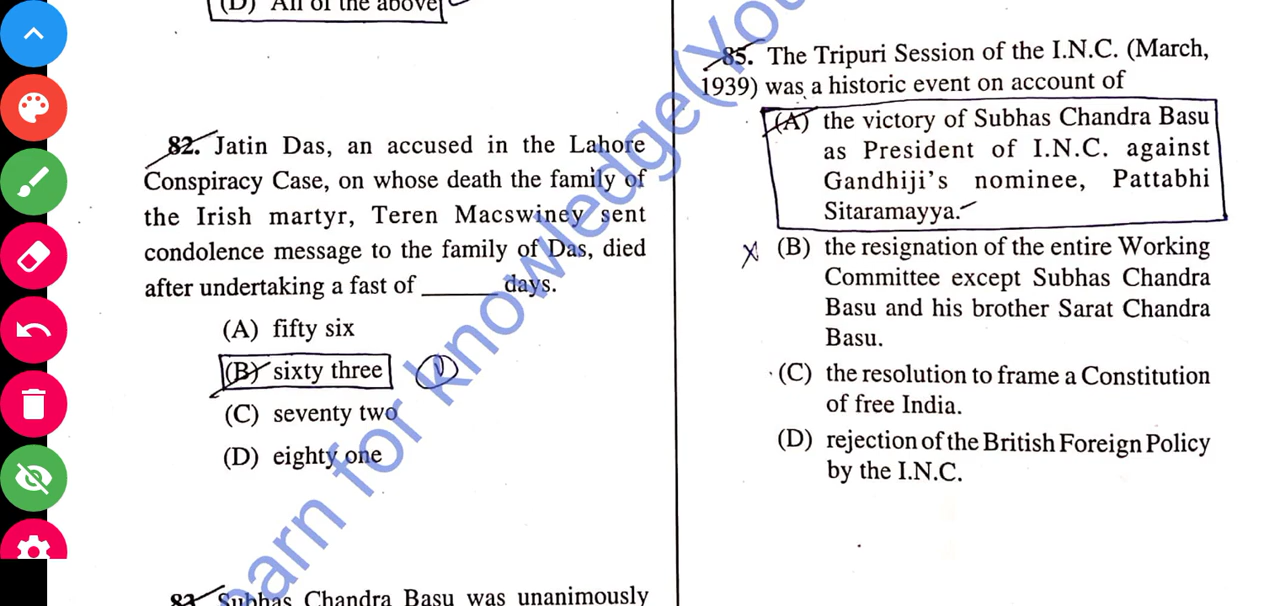 (D) All of the above
82. Jatin Das, an accused in the Lahore
Conspiracy Case, on whose death the family of
the Irish martyr, Teren Macswiney sent
condolence message to the family of Das, died
after undertaking a fast of ______ days.
(A) fifty six
(B) sixty three
(C) seventy two
(D) eighty one
83. Subhas Chandra Basu was unanimously
85. The Tripuri Session of the I.N.C. (March,
1939) was a historic event on account of
(A) the victory of Subhas Chandra Basu
as President of I.N.C. against
Gandhiji's nominee, Pattabhi
Sitaramayya.
(B) the resignation of the entire Working
Committee except Subhas Chandra
Basu and his brother Sarat Chandra
Basu.
(C) the resolution to frame a Constitution
of free India.
(D) rejection of the British Foreign Policy
by the I.N.C.
earn for knowledge(You